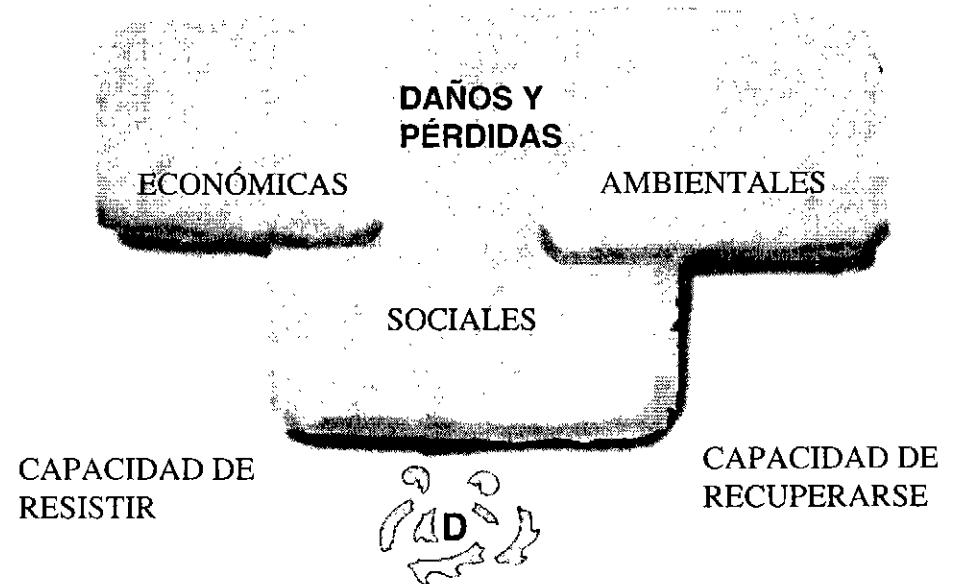 DAÑOS Y
PÉRDIDAS
ECONÓMICAS
AMBIENTALES
SOCIALES
CAPACIDAD DE
RESISTIR
CAPACIDAD DE
RECUPERARSE
D